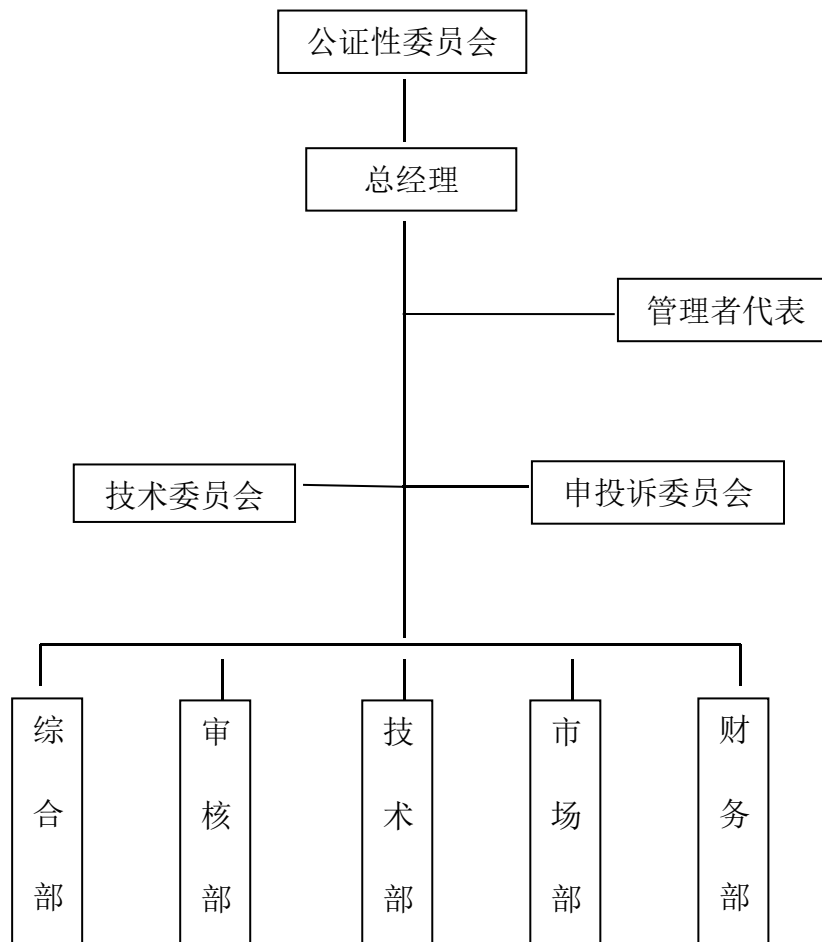 公证性委员会
总经理
管理者代表
技术委员会
申投诉委员会
综合部
审核部
技术部
市场部
财务部